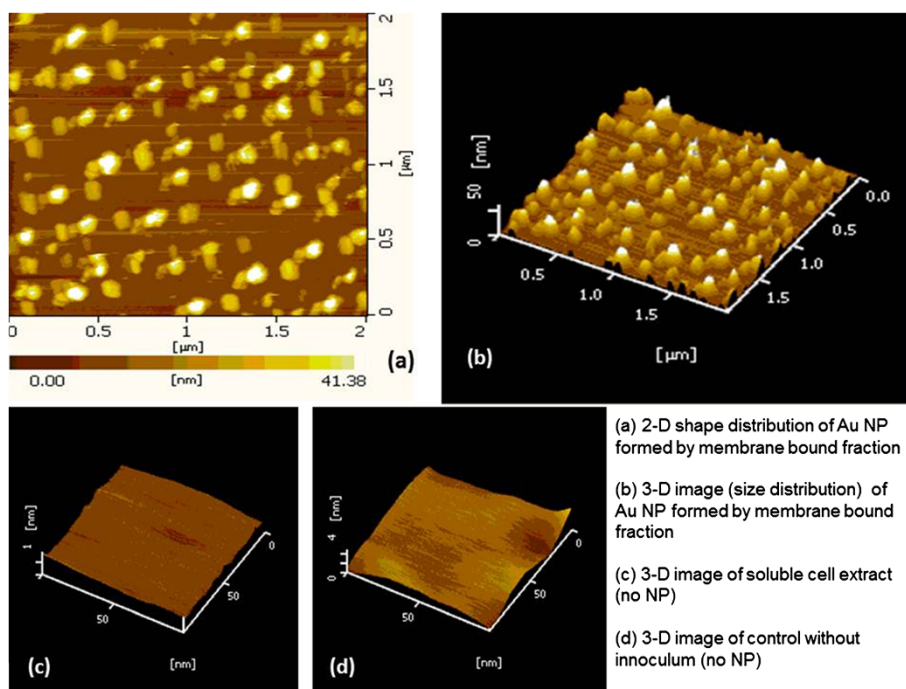 2
1.5
1
[µm]
0.5
0
0
0.5
1.0
1.5
2
[µm]
0.00
41.38
[nm]
(a)
50
[nm]
0
0.5
1.0
1.5
0.0
0.5
1.0
1.5
[µm]
(b)
1
[nm]
50
0
50
[nm]
(c)
4
[nm]
0
50
0
50
[nm]
(d)
(a) 2-D shape distribution of Au NP
formed by membrane bound fraction
(b) 3-D image (size distribution) of
Au NP formed by membrane bound
fraction
(c) 3-D image of soluble cell extract
(no NP)
(d) 3-D image of control without
innoculum (no NP)